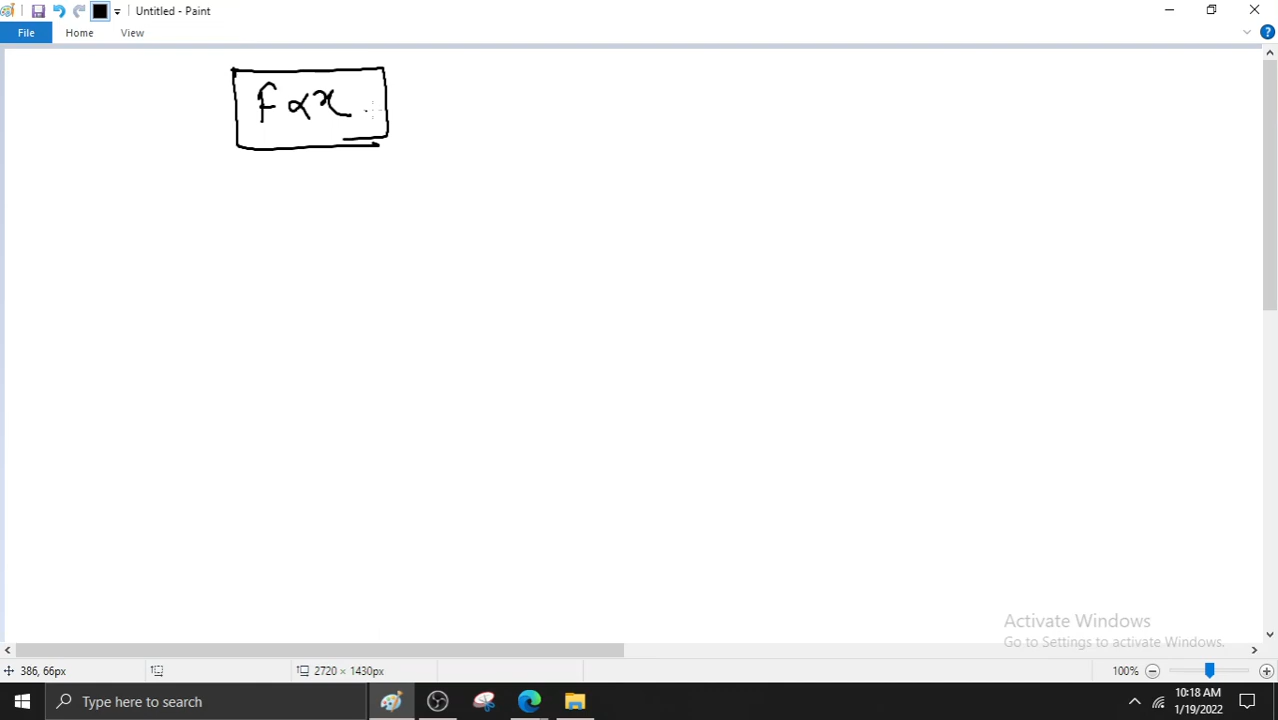 Untitled - Paint
File Home View
F ∝ x
Activate Windows
Go to Settings to activate Windows.
386, 66px
2720 × 1430px
100%
Type here to search
10:18 AM
1/19/2022